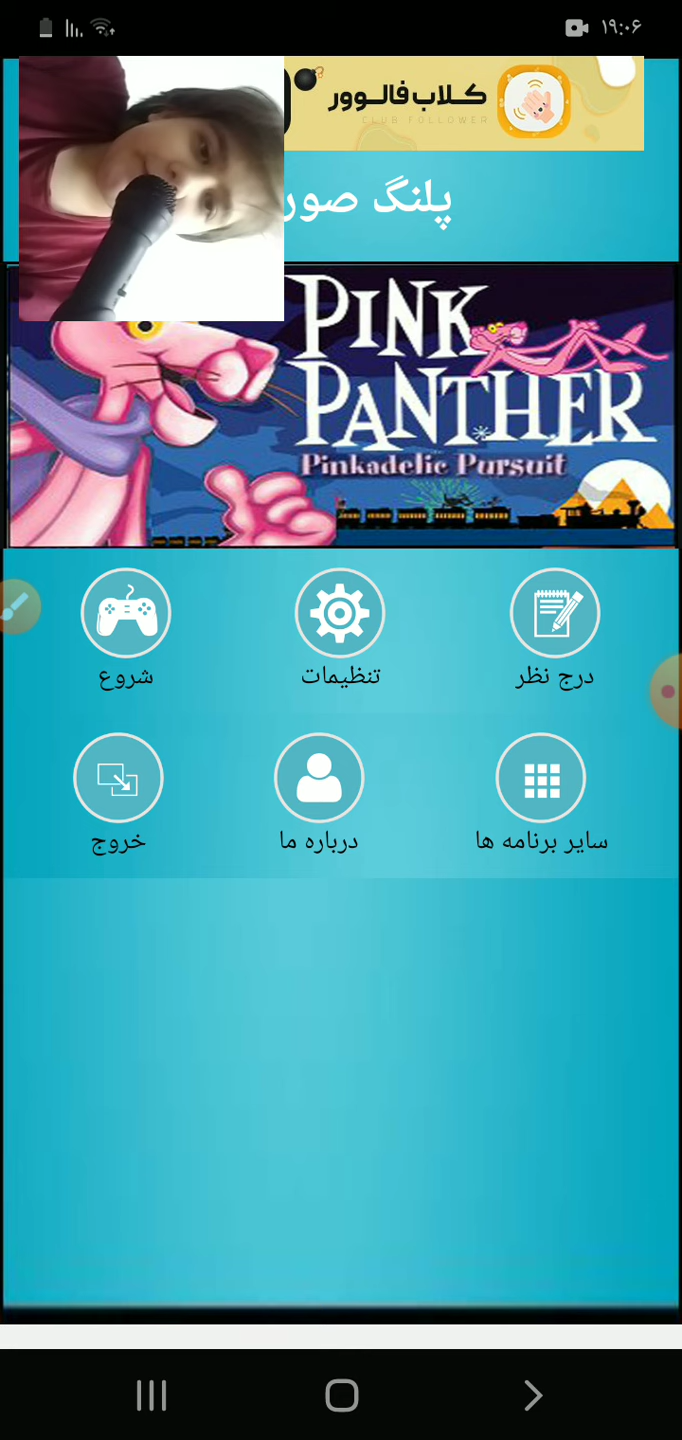 ۱۹:۰۶
کلاب فالوور
CLUB FOLLOWER
پلنگ
PINK
PANTHER
Pinkadelic Pursuit
شروع
تنظیمات
درج نظر
خروج
درباره ما
سایر برنامه ها